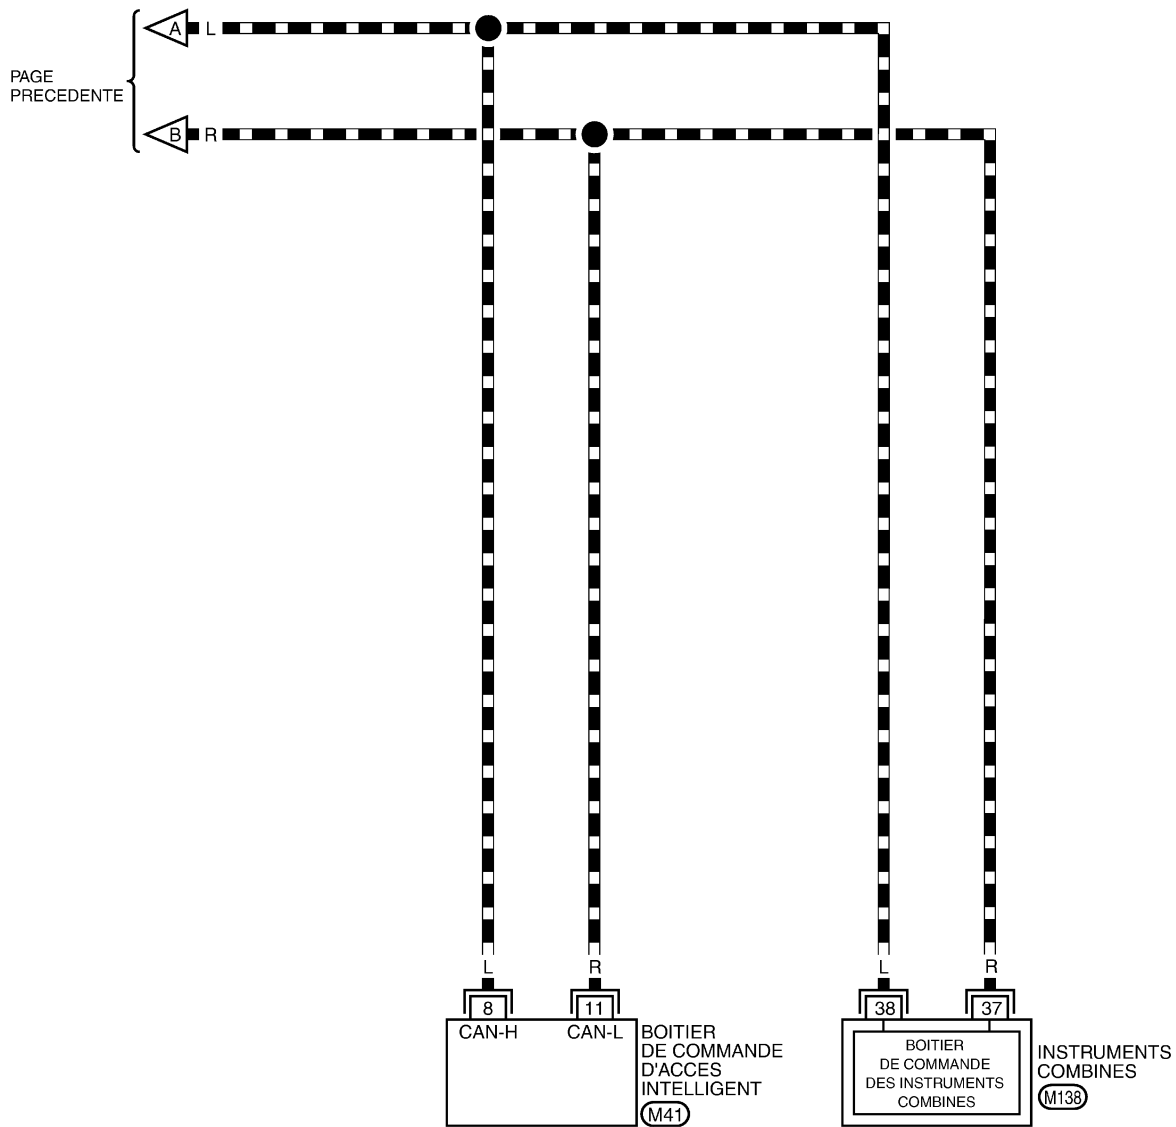 A L
PAGE
PRECEDENTE
B R
L R L R
8 11 38 37
CAN-H CAN-L
BOITIER
DE COMMANDE
D'ACCES
INTELLIGENT
M41
BOITIER
DE COMMANDE
DES INSTRUMENTS
COMBINES
INSTRUMENTS
COMBINES
M138